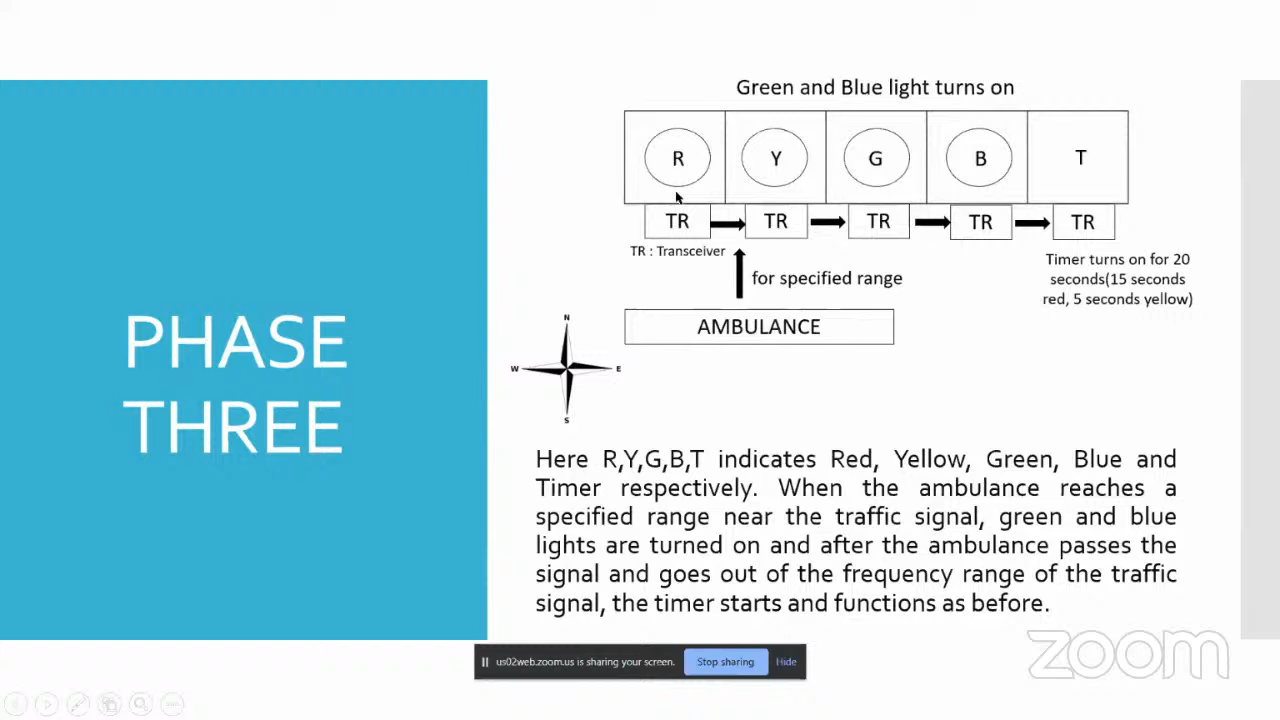 Green and Blue light turns on
R Y G B T
TR TR TR TR TR
TR : Transceiver
Timer turns on for 20
seconds(15 seconds
red, 5 seconds yellow)
for specified range
AMBULANCE
N
W E
S
PHASE
THREE
Here R,Y,G,B,T indicates Red, Yellow, Green, Blue and
Timer respectively. When the ambulance reaches a
specified range near the traffic signal, green and blue
lights are turned on and after the ambulance passes the
signal and goes out of the frequency range of the traffic
signal, the timer starts and functions as before.
zoom
us02web.zoom.us is sharing your screen. Stop sharing Hide